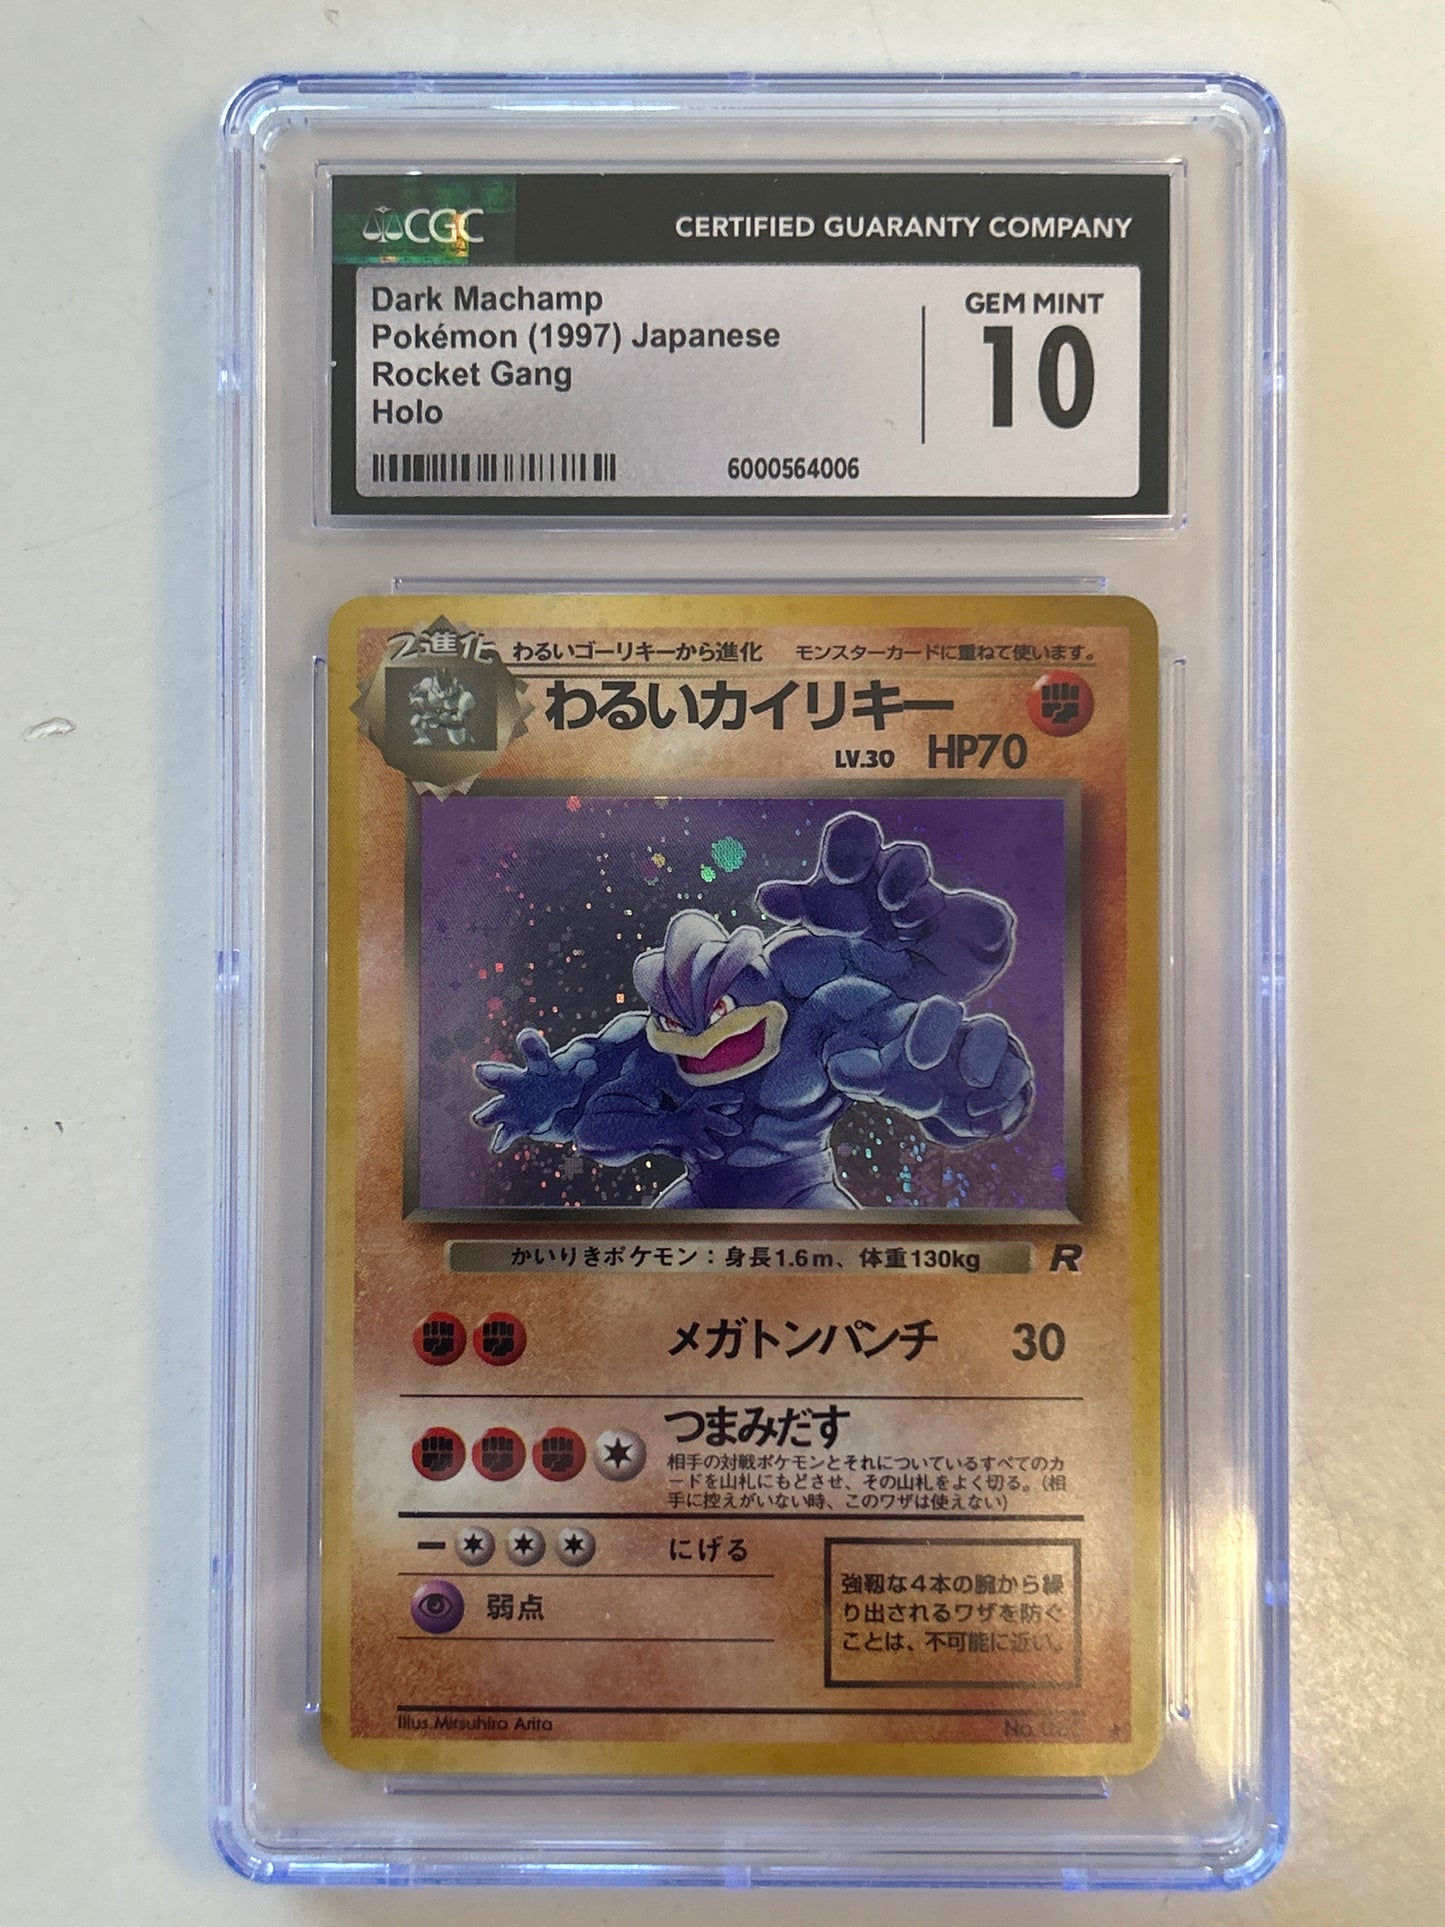 CGC
CERTIFIED GUARANTY COMPANY
Dark Machamp
Pokémon (1997) Japanese
Rocket Gang
Holo
GEM MINT
10
6000564006
2進化
わるいゴーリキーから進化 モンスターカードに重ねて使います。
わるいカイリキー
LV.30 HP70
かいりきポケモン：身長1.6m、体重130kg R
メガトンパンチ 30
つまみだす
相手の対戦ポケモンとそれについているすべてのカ
ードを山札にもどさせ、その山札をよく切る。（相
手に控えがいない時、このワザは使えない）
にげる
弱点
強靱な4本の腕から繰
り出されるワザを防ぐ
ことは、不可能に近い。
Illus.Mitsuhiro Arita
No.